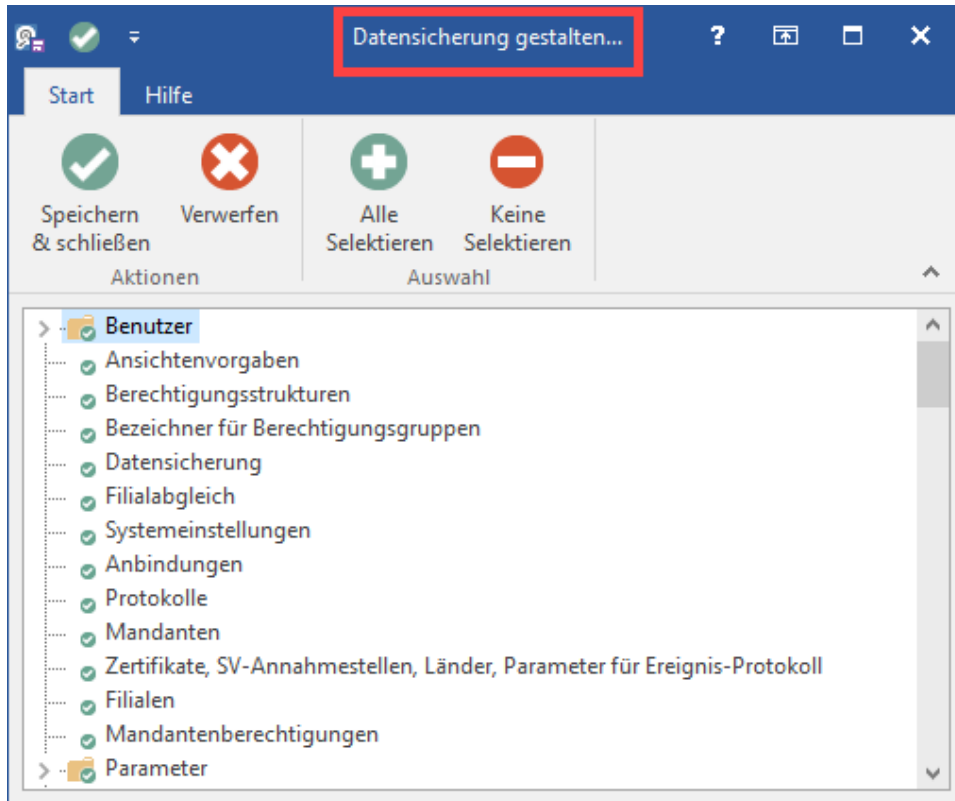 Datensicherung gestalten...
?
Start Hilfe
Speichern & schließen
Verwerfen
Alle Selektieren
Keine Selektieren
Aktionen Auswahl
Benutzer
Ansichtenvorgaben
Berechtigungsstrukturen
Bezeichner für Berechtigungsgruppen
Datensicherung
Filialabgleich
Systemeinstellungen
Anbindungen
Protokolle
Mandanten
Zertifikate, SV-Annahmestellen, Länder, Parameter für Ereignis-Protokoll
Filialen
Mandantenberechtigungen
Parameter